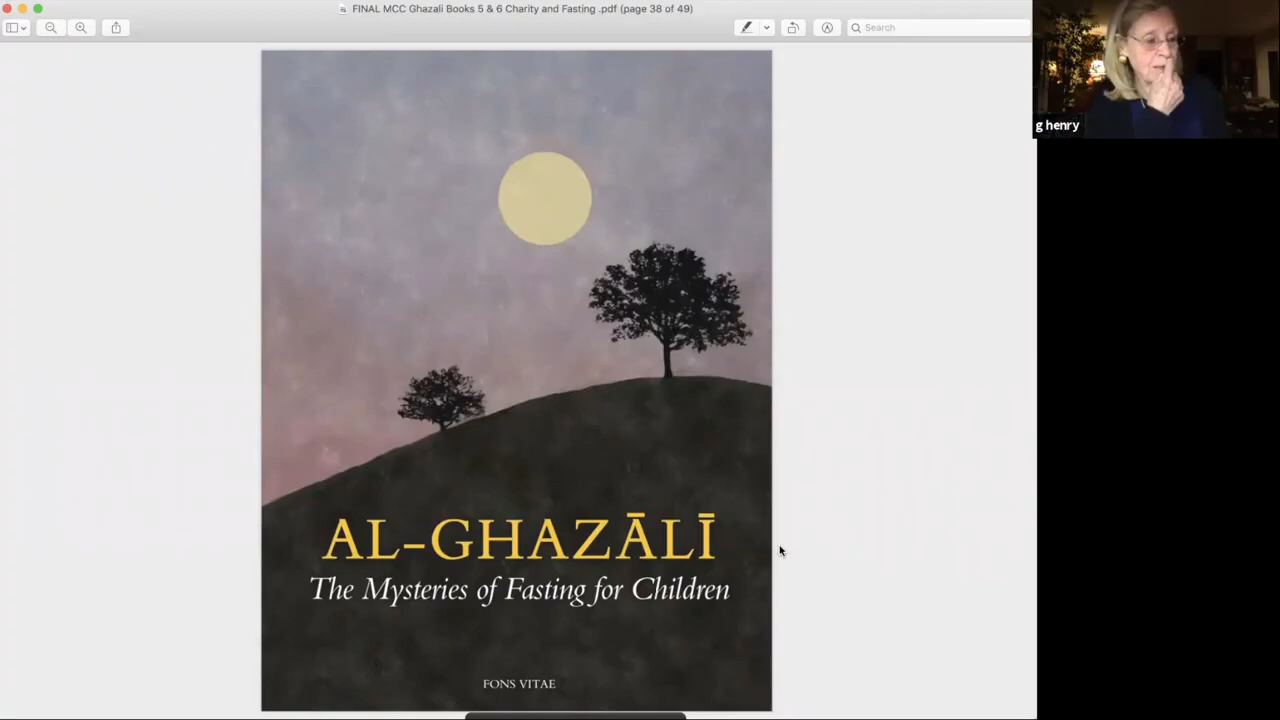 FINAL MCC Ghazali Books 5 & 6 Charity and Fasting .pdf (page 38 of 49)
Search
g henry
AL-GHAZĀLĪ
The Mysteries of Fasting for Children
FONS VITAE